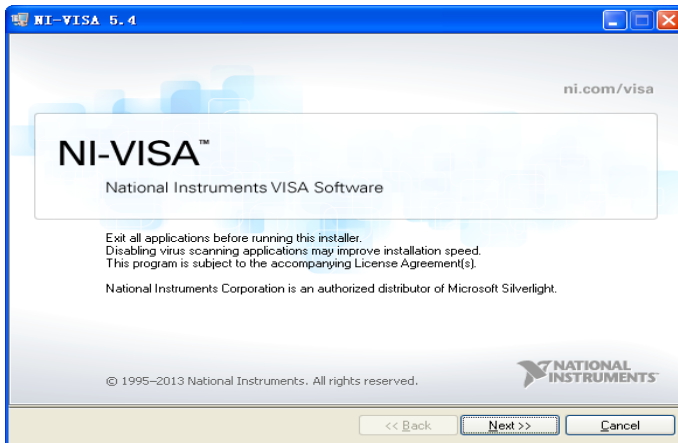 NI-VISA 5.4
ni.com/visa
NI-VISA™
National Instruments VISA Software
Exit all applications before running this installer.
Disabling virus scanning applications may improve installation speed.
This program is subject to the accompanying License Agreement(s).
National Instruments Corporation is an authorized distributor of Microsoft Silverlight.
© 1995–2013 National Instruments. All rights reserved.
NATIONAL
INSTRUMENTS™
<< Back
Next >>
Cancel